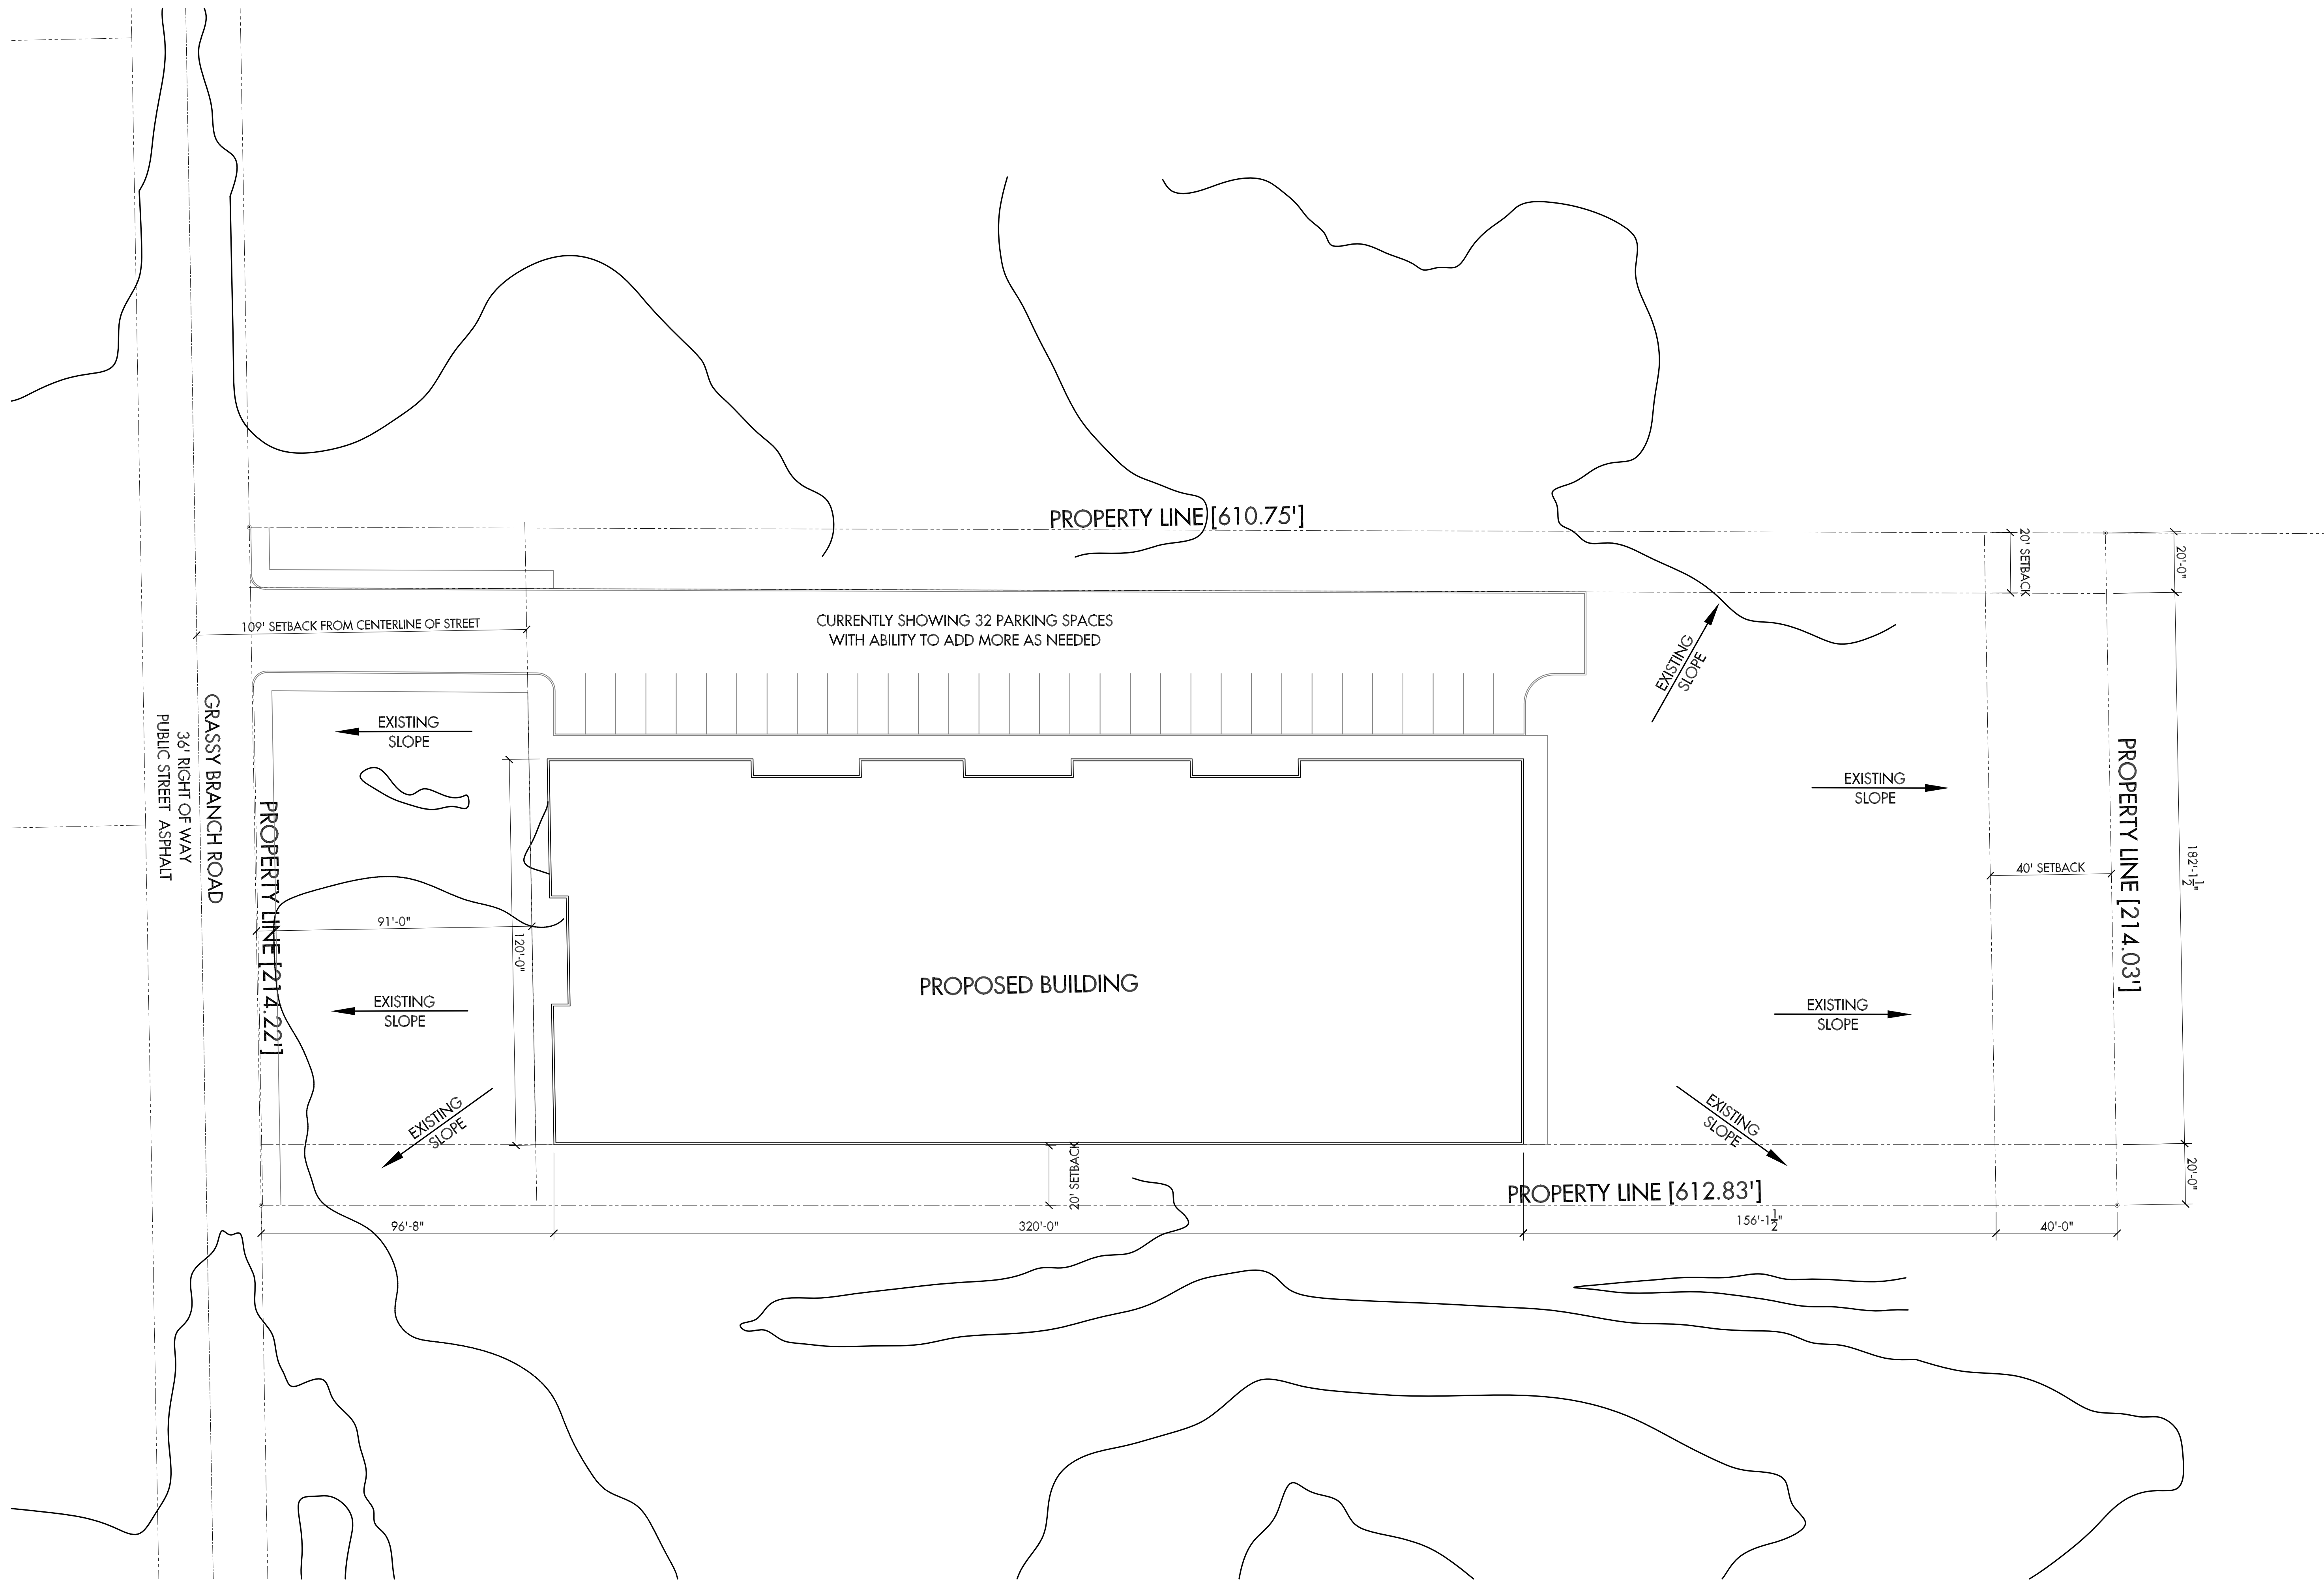 PROPERTY LINE [610.75']
20' SETBACK
20'-0"
CURRENTLY SHOWING 32 PARKING SPACES
WITH ABILITY TO ADD MORE AS NEEDED
109' SETBACK FROM CENTERLINE OF STREET
EXISTING
SLOPE
GRASSY BRANCH ROAD
36' RIGHT OF WAY
PUBLIC STREET ASPHALT
EXISTING
SLOPE
PROPERTY LINE [214.22']
EXISTING
SLOPE
PROPERTY LINE [214.03']
182'-1 1/2"
40' SETBACK
91'-0"
120'-0"
PROPOSED BUILDING
EXISTING
SLOPE
EXISTING
SLOPE
EXISTING
SLOPE
EXISTING
SLOPE
20' SETBACK
20'-0"
PROPERTY LINE [612.83']
96'-8"
320'-0"
156'-1 1/2"
40'-0"